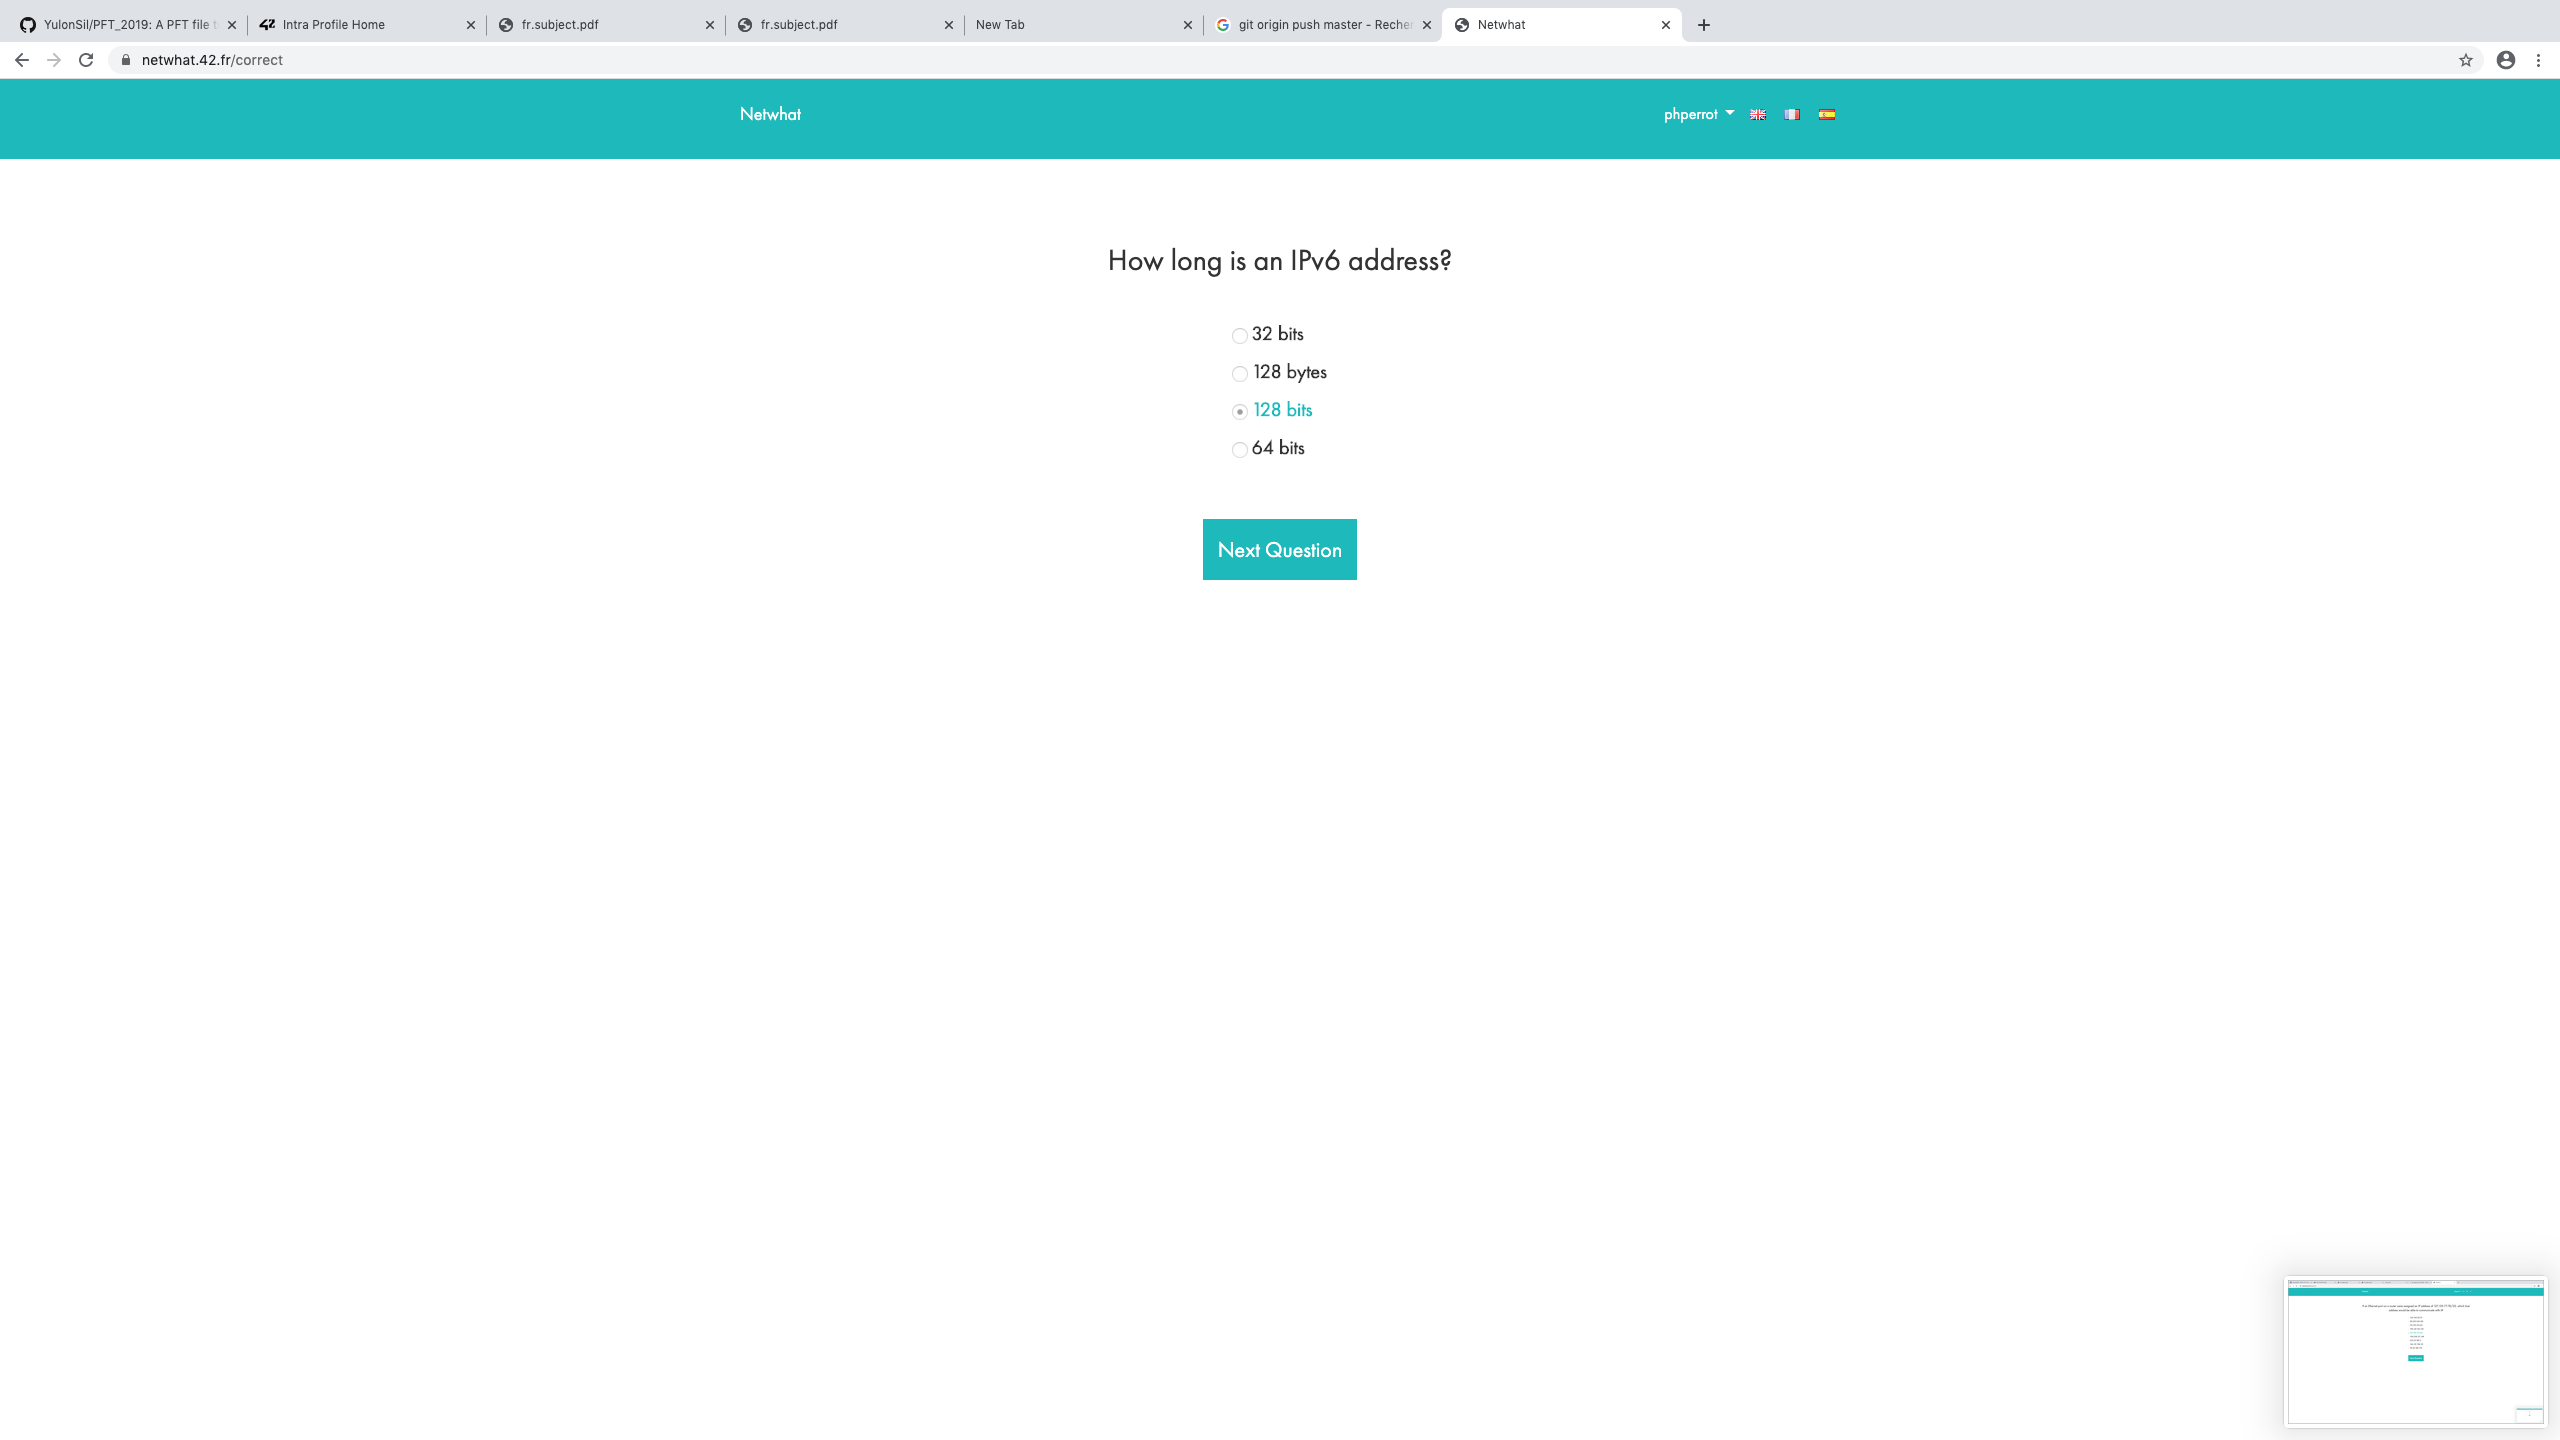 YulonSil/PFT_2019: A PFT file t
Intra Profile Home
fr.subject.pdf
fr.subject.pdf
New Tab
git origin push master - Reche
Netwhat
netwhat.42.fr/correct
Netwhat
phperrot
How long is an IPv6 address?
32 bits
128 bytes
128 bits
64 bits
Next Question